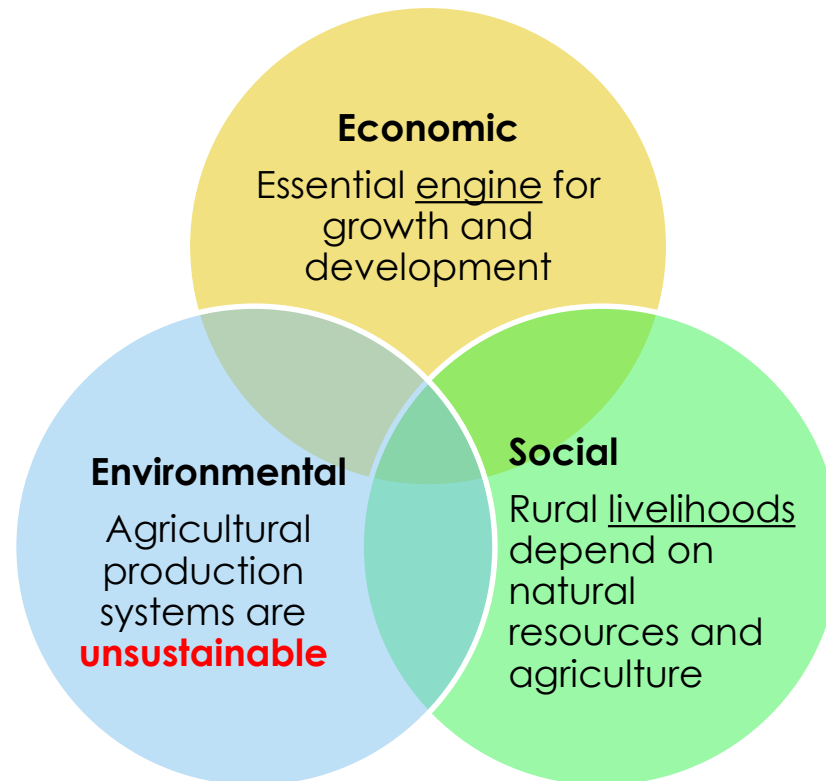 Economic
Essential engine for
growth and
development
Environmental
Agricultural
production
systems are
unsustainable
Social
Rural livelihoods
depend on
natural
resources and
agriculture